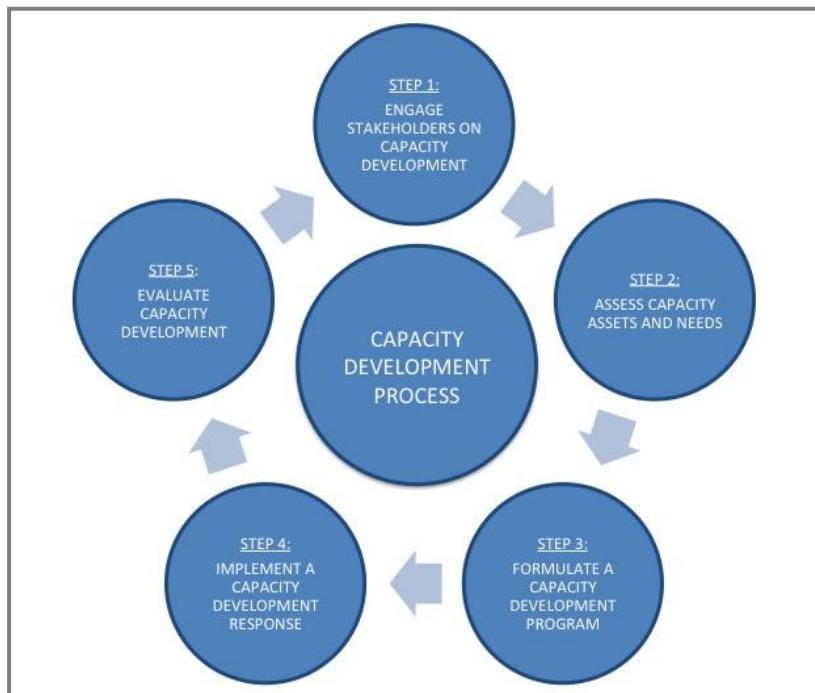 STEP 1:
ENGAGE
STAKEHOLDERS ON
CAPACITY
DEVELOPMENT
STEP 2:
ASSESS CAPACITY
ASSETS AND NEEDS
STEP 3:
FORMULATE A
CAPACITY
DEVELOPMENT
PROGRAM
STEP 4:
IMPLEMENT A
CAPACITY
DEVELOPMENT
RESPONSE
STEP 5:
EVALUATE
CAPACITY
DEVELOPMENT
CAPACITY
DEVELOPMENT
PROCESS